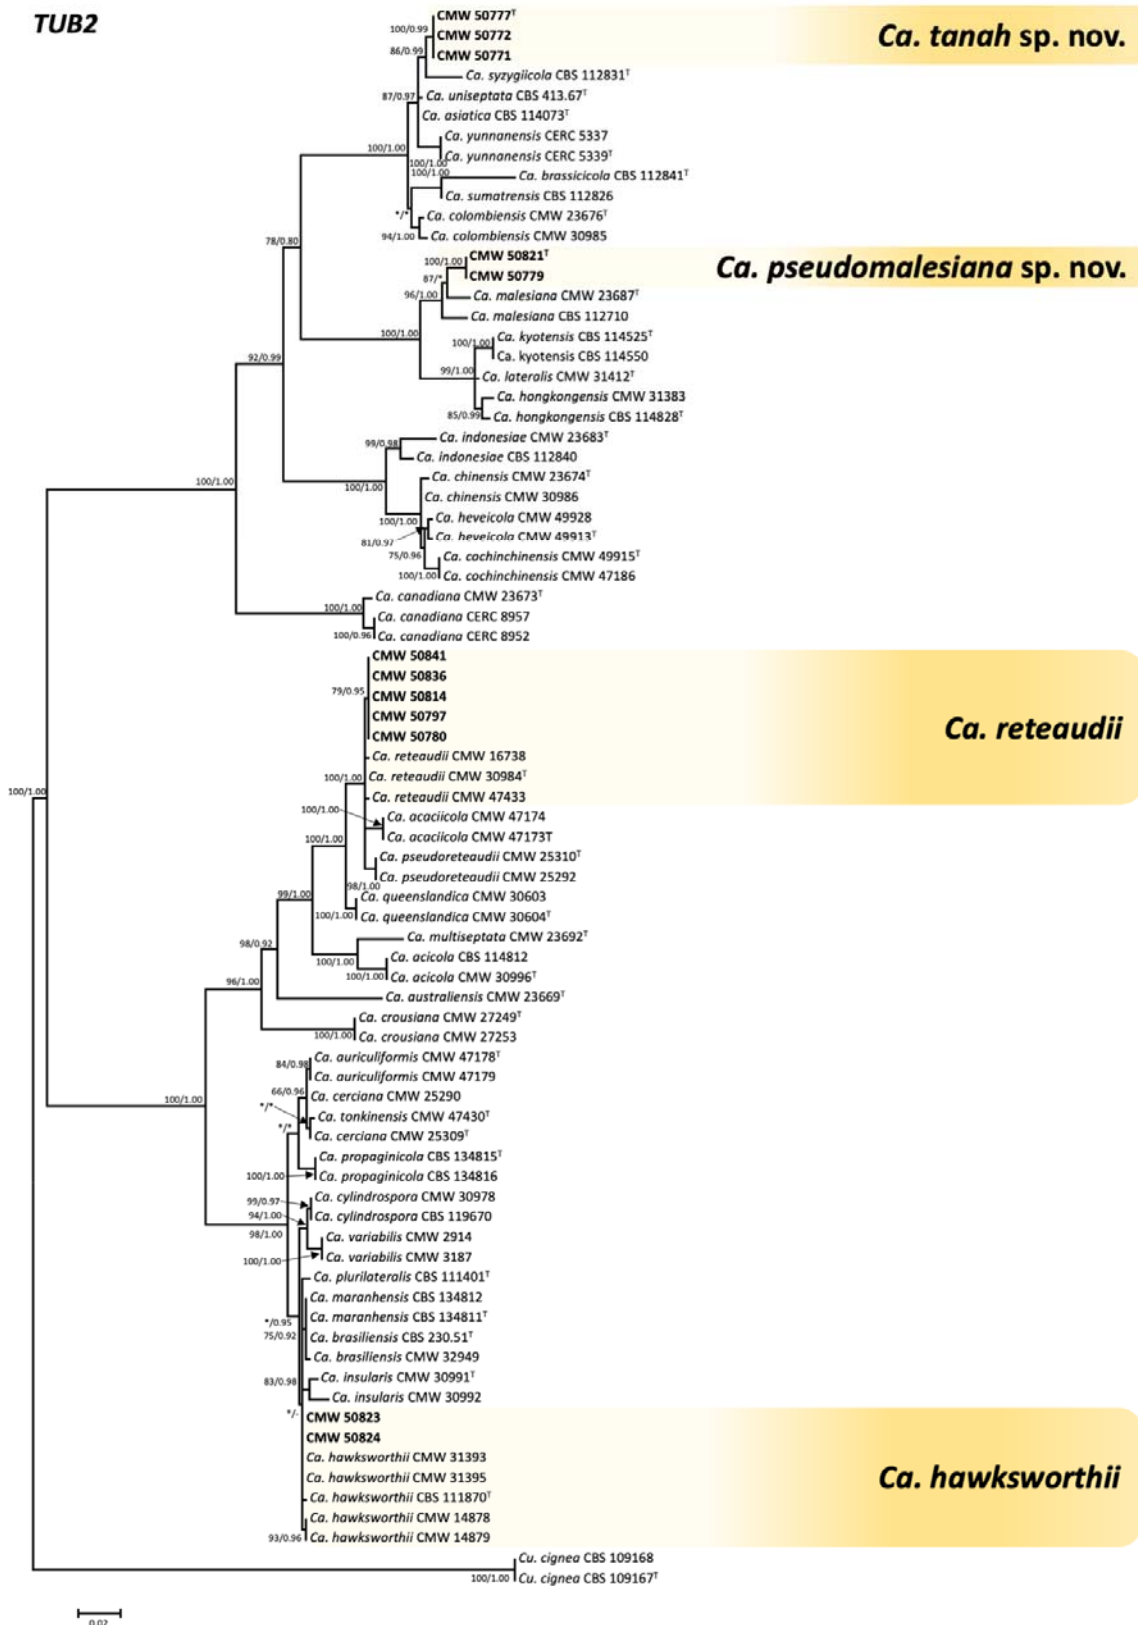 TUB2
100/0.99
CMW 50777ᵀ
CMW 50772
CMW 50771
Ca. tanah sp. nov.
86/0.99
Ca. syzygiicola CBS 112831ᵀ
87/0.97
Ca. uniseptata CBS 413.67ᵀ
Ca. asiatica CBS 114073ᵀ
Ca. yunnanensis CERC 5337
100/1.00
Ca. yunnanensis CERC 5339ᵀ
100/1.00
100/1.00
Ca. brassicicola CBS 112841ᵀ
Ca. sumatrensis CBS 112826
*/*
Ca. colombiensis CMW 23676ᵀ
94/1.00
Ca. colombiensis CMW 30985
78/0.80
100/1.00
CMW 50821ᵀ
CMW 50779
Ca. pseudomalesiana sp. nov.
87/*
96/1.00
Ca. malesiana CMW 23687ᵀ
Ca. malesiana CBS 112710
100/1.00
100/1.00
Ca. kyotensis CBS 114525ᵀ
Ca. kyotensis CBS 114550
92/0.99
99/1.00
Ca. lateralis CMW 31412ᵀ
Ca. hongkongensis CMW 31383
85/0.99
Ca. hongkongensis CBS 114828ᵀ
99/0.98
Ca. indonesiae CMW 23683ᵀ
Ca. indonesiae CBS 112840
100/1.00
100/1.00
Ca. chinensis CMW 23674ᵀ
Ca. chinensis CMW 30986
100/1.00
Ca. heveicola CMW 49928
81/0.97
Ca. heveicola CMW 49913ᵀ
75/0.96
Ca. cochinchinensis CMW 49915ᵀ
100/1.00
Ca. cochinchinensis CMW 47186
100/1.00
Ca. canadiana CMW 23673ᵀ
Ca. canadiana CERC 8957
100/0.96
Ca. canadiana CERC 8952
CMW 50841
CMW 50836
79/0.95
CMW 50814
CMW 50797
CMW 50780
Ca. reteaudii
Ca. reteaudii CMW 16738
100/1.00
Ca. reteaudii CMW 30984ᵀ
100/1.00
Ca. reteaudii CMW 47433
100/1.00
Ca. acaciicola CMW 47174
Ca. acaciicola CMW 47173T
100/1.00
Ca. pseudoreteaudii CMW 25310ᵀ
98/1.00
Ca. pseudoreteaudii CMW 25292
99/1.00
Ca. queenslandica CMW 30603
100/1.00
Ca. queenslandica CMW 30604ᵀ
98/0.92
Ca. multiseptata CMW 23692ᵀ
100/1.00
Ca. acicola CBS 114812
100/1.00
Ca. acicola CMW 30996ᵀ
96/1.00
Ca. australiensis CMW 23669ᵀ
Ca. crousiana CMW 27249ᵀ
100/1.00
Ca. crousiana CMW 27253
84/0.98
Ca. auriculiformis CMW 47178ᵀ
Ca. auriculiformis CMW 47179
66/0.96
Ca. cerciana CMW 25290
100/1.00
*/*
Ca. tonkinensis CMW 47430ᵀ
*/*
Ca. cerciana CMW 25309ᵀ
Ca. propaginicola CBS 134815ᵀ
100/1.00
Ca. propaginicola CBS 134816
99/0.97
Ca. cylindrospora CMW 30978
94/1.00
Ca. cylindrospora CBS 119670
98/1.00
Ca. variabilis CMW 2914
100/1.00
Ca. variabilis CMW 3187
Ca. plurilateralis CBS 111401ᵀ
Ca. maranhensis CBS 134812
*/0.95
Ca. maranhensis CBS 134811ᵀ
75/0.92
Ca. brasiliensis CBS 230.51ᵀ
Ca. brasiliensis CMW 32949
83/0.98
Ca. insularis CMW 30991ᵀ
Ca. insularis CMW 30992
*/-
CMW 50823
CMW 50824
Ca. hawksworthii CMW 31393
Ca. hawksworthii CMW 31395
Ca. hawksworthii
Ca. hawksworthii CBS 111870ᵀ
Ca. hawksworthii CMW 14878
93/0.96
Ca. hawksworthii CMW 14879
Cu. cignea CBS 109168
100/1.00
Cu. cignea CBS 109167ᵀ
0.02